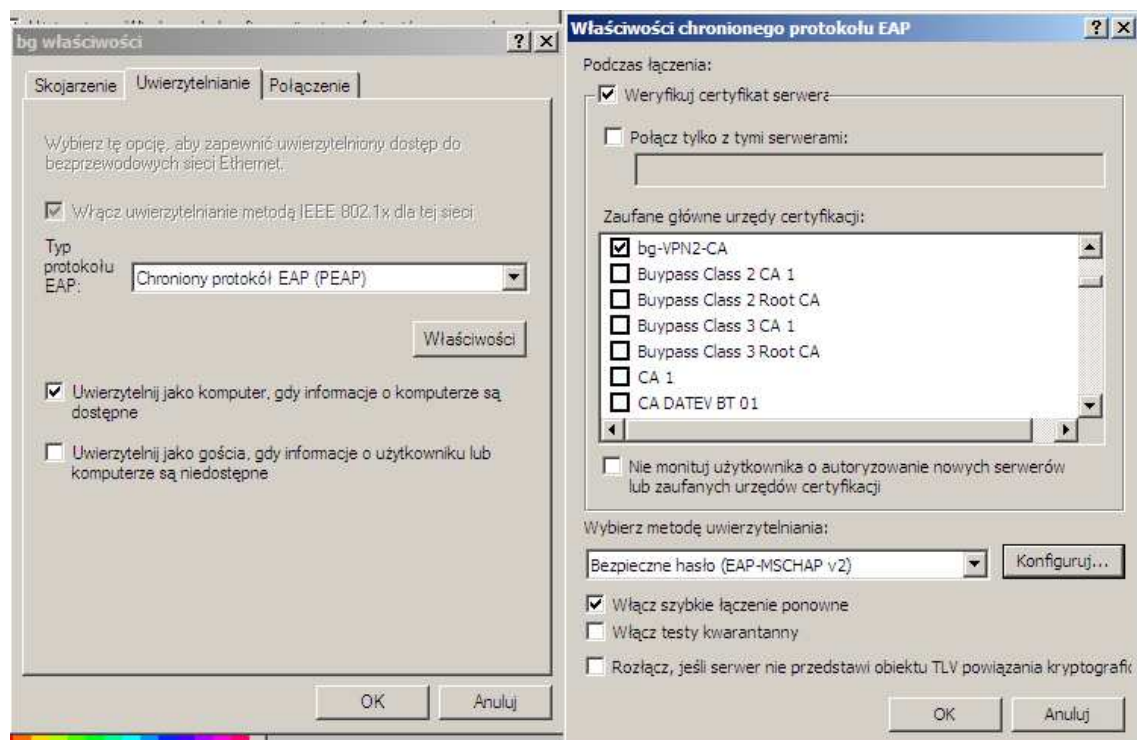 bg właściwości
Skojarzenie
Uwierzytelnianie
Połączenie
Wybierz tę opcję, aby zapewnić uwierzytelniony dostęp do
bezprzewodowych sieci Ethernet.
Włącz uwierzytelnianie metodą IEEE 802.1x dla tej sieci
Typ
protokołu
EAP:
Chroniony protokół EAP (PEAP)
Właściwości
Uwierzytelnij jako komputer, gdy informacje o komputerze są
dostępne
Uwierzytelnij jako gościa, gdy informacje o użytkowniku lub
komputerze są niedostępne
OK
Anuluj
Właściwości chronionego protokołu EAP
Podczas łączenia:
Weryfikuj certyfikat serwera
Połącz tylko z tymi serwerami:
Zaufane główne urzędy certyfikacji:
bg-VPN2-CA
Buypass Class 2 CA 1
Buypass Class 2 Root CA
Buypass Class 3 CA 1
Buypass Class 3 Root CA
CA 1
CA DATEV BT 01
Nie monituj użytkownika o autoryzowanie nowych serwerów
lub zaufanych urzędów certyfikacji
Wybierz metodę uwierzytelniania:
Bezpieczne hasło (EAP-MSCHAP v2)
Konfiguruj...
Włącz szybkie łączenie ponowne
Włącz testy kwarantanny
Rozłącz, jeśli serwer nie przedstawi obiektu TLV powiązania kryptografic
OK
Anuluj